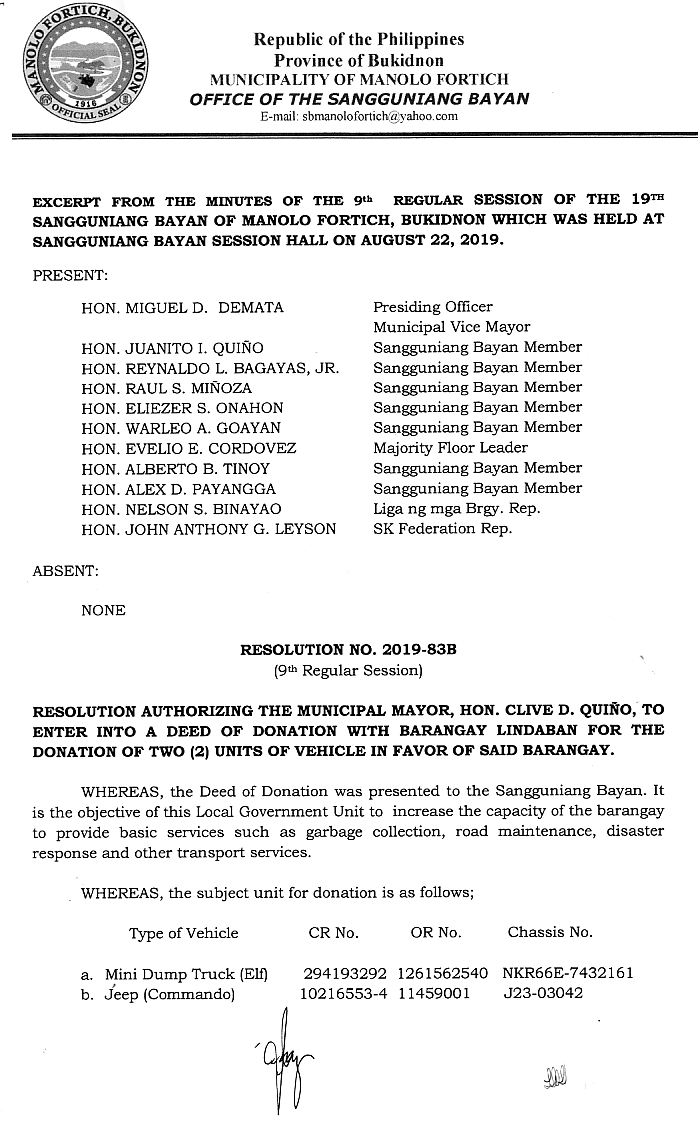 MANOLO FORTICH, BUKIDNON
1916
OFFICIAL SEAL
Republic of the Philippines
Province of Bukidnon
MUNICIPALITY OF MANOLO FORTICH
OFFICE OF THE SANGGUNIANG BAYAN
E-mail: sbmanolofortich@yahoo.com
EXCERPT FROM THE MINUTES OF THE 9th REGULAR SESSION OF THE 19TH
SANGGUNIANG BAYAN OF MANOLO FORTICH, BUKIDNON WHICH WAS HELD AT
SANGGUNIANG BAYAN SESSION HALL ON AUGUST 22, 2019.
PRESENT:
HON. MIGUEL D. DEMATA Presiding Officer
Municipal Vice Mayor
HON. JUANITO I. QUIÑO Sangguniang Bayan Member
HON. REYNALDO L. BAGAYAS, JR. Sangguniang Bayan Member
HON. RAUL S. MIÑOZA Sangguniang Bayan Member
HON. ELIEZER S. ONAHON Sangguniang Bayan Member
HON. WARLEO A. GOAYAN Sangguniang Bayan Member
HON. EVELIO E. CORDOVEZ Majority Floor Leader
HON. ALBERTO B. TINOY Sangguniang Bayan Member
HON. ALEX D. PAYANGGA Sangguniang Bayan Member
HON. NELSON S. BINAYAO Liga ng mga Brgy. Rep.
HON. JOHN ANTHONY G. LEYSON SK Federation Rep.
ABSENT:
NONE
RESOLUTION NO. 2019-83B
(9th Regular Session)
RESOLUTION AUTHORIZING THE MUNICIPAL MAYOR, HON. CLIVE D. QUIÑO, TO
ENTER INTO A DEED OF DONATION WITH BARANGAY LINDABAN FOR THE
DONATION OF TWO (2) UNITS OF VEHICLE IN FAVOR OF SAID BARANGAY.
WHEREAS, the Deed of Donation was presented to the Sangguniang Bayan. It
is the objective of this Local Government Unit to increase the capacity of the barangay
to provide basic services such as garbage collection, road maintenance, disaster
response and other transport services.
WHEREAS, the subject unit for donation is as follows;
Type of Vehicle CR No. OR No. Chassis No.
a. Mini Dump Truck (Elf) 294193292 1261562540 NKR66E-7432161
b. Jeep (Commando) 10216553-4 11459001 J23-03042